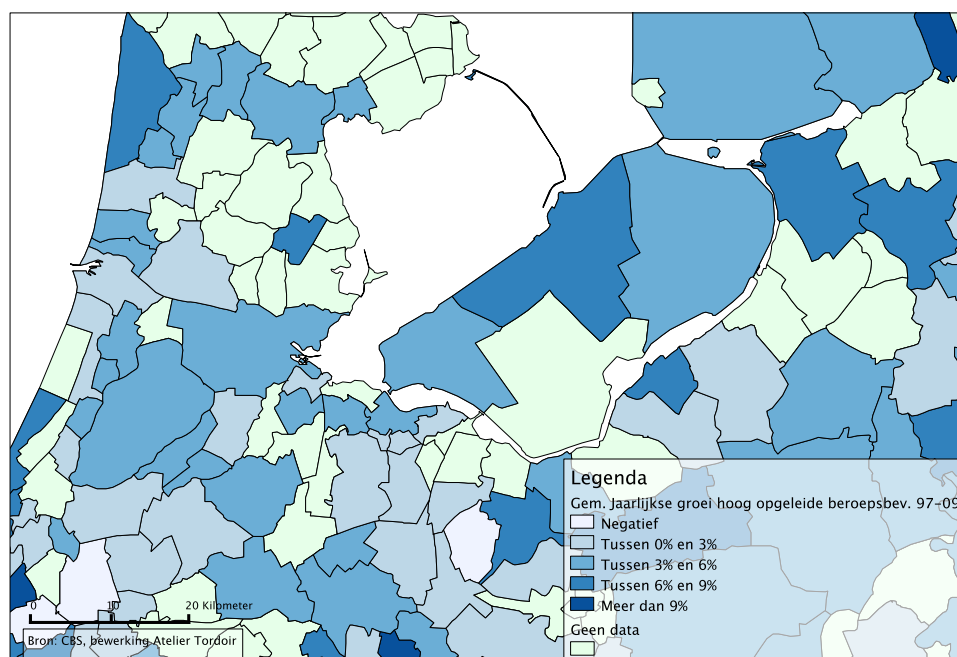 Legenda
Gem. Jaarlijkse groei hoog opgeleide beroepsbev. 97-09
Negatief
Tussen 0% en 3%
Tussen 3% en 6%
Tussen 6% en 9%
Meer dan 9%
Geen data
0 10 20 Kilometer
Bron: CBS, bewerking Atelier Tordoir